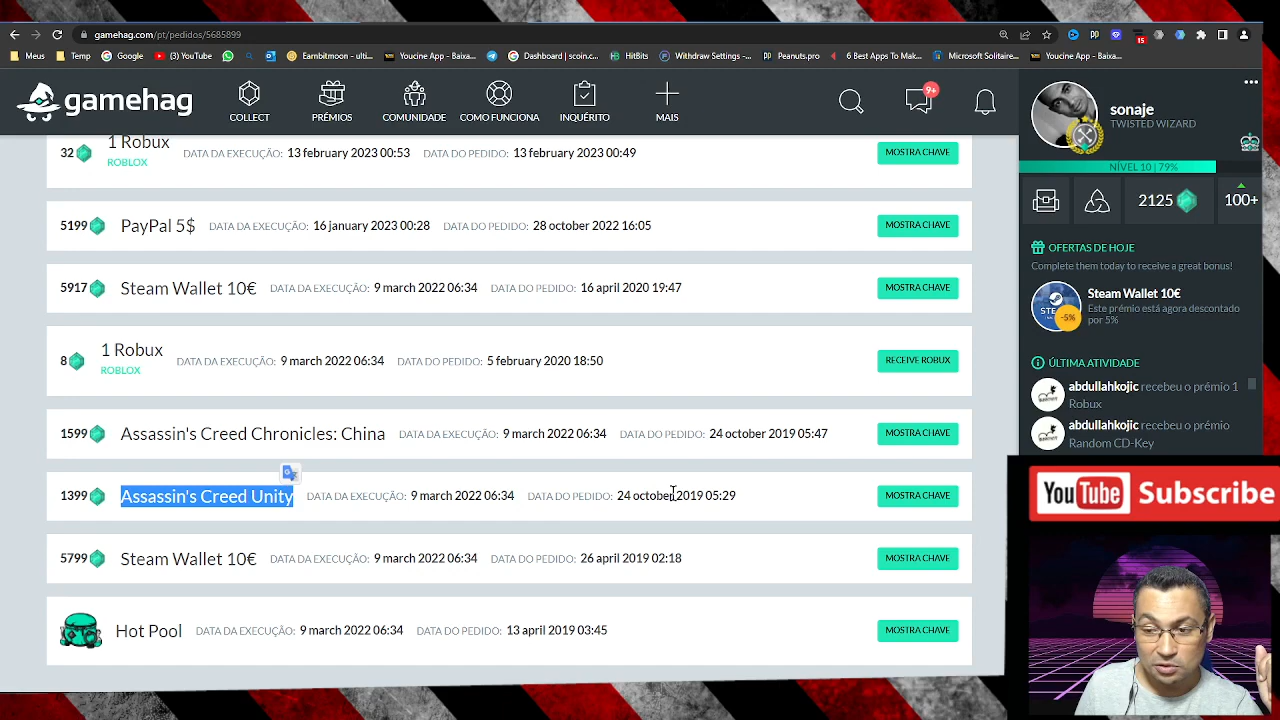 gamehag.com/pt/pedidos/5685899
Meus
Temp
Google
(3) YouTube
Earnbitmoon - ulti...
Youcine App - Baixa...
Dashboard | scoin.c...
HitBits
Withdraw Settings -...
Peanuts.pro
6 Best Apps To Mak...
Microsoft Solitaire...
Youcine App - Baixa...
15
gamehag
COLLECT
PRÉMIOS
COMUNIDADE
COMO FUNCIONA
INQUÉRITO
MAIS
9+
sonaje
TWISTED WIZARD
NÍVEL 10 | 79%
2125
100+
32 1 Robux DATA DA EXECUÇÃO: 13 february 2023 00:53 DATA DO PEDIDO: 13 february 2023 00:49 MOSTRA CHAVE
ROBLOX
5199 PayPal 5$ DATA DA EXECUÇÃO: 16 january 2023 00:28 DATA DO PEDIDO: 28 october 2022 16:05 MOSTRA CHAVE
5917 Steam Wallet 10€ DATA DA EXECUÇÃO: 9 march 2022 06:34 DATA DO PEDIDO: 16 april 2020 19:47 MOSTRA CHAVE
8 1 Robux DATA DA EXECUÇÃO: 9 march 2022 06:34 DATA DO PEDIDO: 5 february 2020 18:50 RECEIVE ROBUX
ROBLOX
1599 Assassin's Creed Chronicles: China DATA DA EXECUÇÃO: 9 march 2022 06:34 DATA DO PEDIDO: 24 october 2019 05:47 MOSTRA CHAVE
1399 Assassin's Creed Unity DATA DA EXECUÇÃO: 9 march 2022 06:34 DATA DO PEDIDO: 24 october 2019 05:29 MOSTRA CHAVE
5799 Steam Wallet 10€ DATA DA EXECUÇÃO: 9 march 2022 06:34 DATA DO PEDIDO: 26 april 2019 02:18 MOSTRA CHAVE
Hot Pool DATA DA EXECUÇÃO: 9 march 2022 06:34 DATA DO PEDIDO: 13 april 2019 03:45 MOSTRA CHAVE
OFERTAS DE HOJE
Complete them today to receive a great bonus!
Steam Wallet 10€
Este prémio está agora descontado
por 5%
-5%
ÚLTIMA ATIVIDADE
abdullahkojic recebeu o prémio 1
Robux
abdullahkojic recebeu o prémio
Random CD-Key
YouTube Subscribe